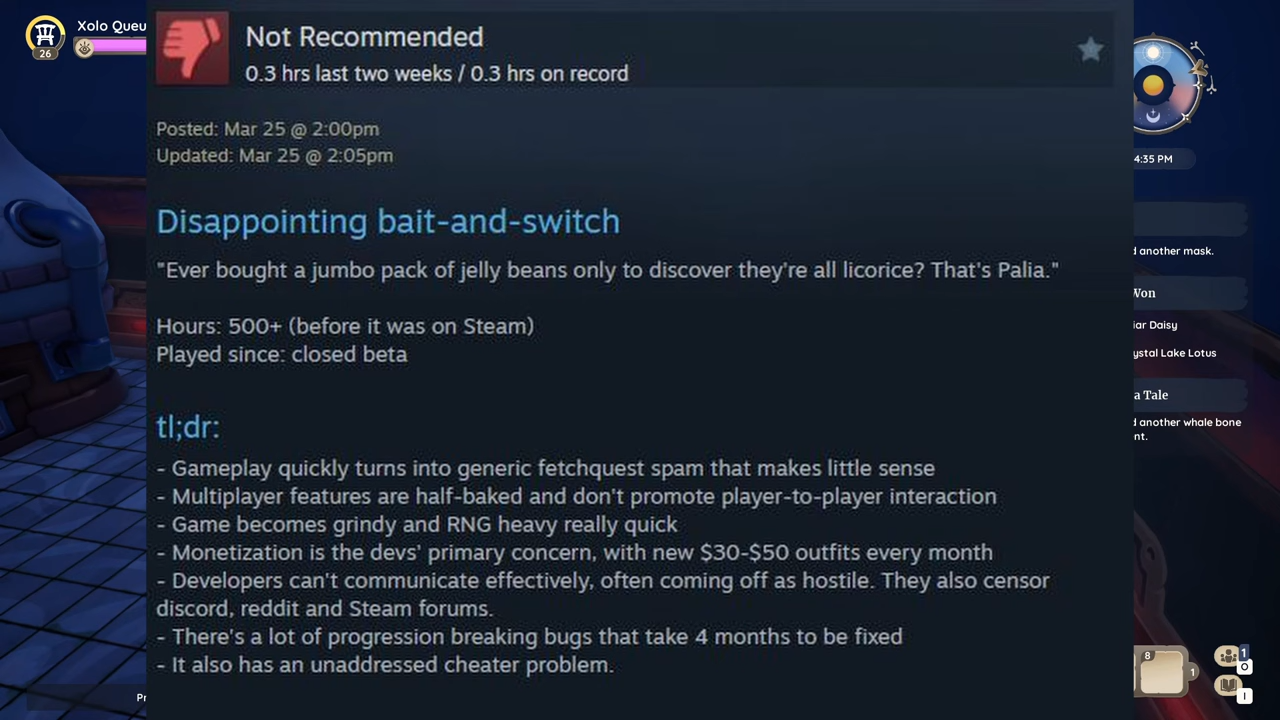 Xolo Queu
26
Not Recommended
0.3 hrs last two weeks / 0.3 hrs on record
Posted: Mar 25 @ 2:00pm
Updated: Mar 25 @ 2:05pm
4:35 PM
Disappointing bait-and-switch
"Ever bought a jumbo pack of jelly beans only to discover they're all licorice? That's Palia."
d another mask.
Won
Hours: 500+ (before it was on Steam)
iar Daisy
Played since: closed beta
ystal Lake Lotus
a Tale
tl;dr:
d another whale bone
nt.
- Gameplay quickly turns into generic fetchquest spam that makes little sense
- Multiplayer features are half-baked and don't promote player-to-player interaction
- Game becomes grindy and RNG heavy really quick
- Monetization is the devs' primary concern, with new $30-$50 outfits every month
- Developers can't communicate effectively, often coming off as hostile. They also censor
discord, reddit and Steam forums.
- There's a lot of progression breaking bugs that take 4 months to be fixed
- It also has an unaddressed cheater problem.
8
1
1
O
I
Pr